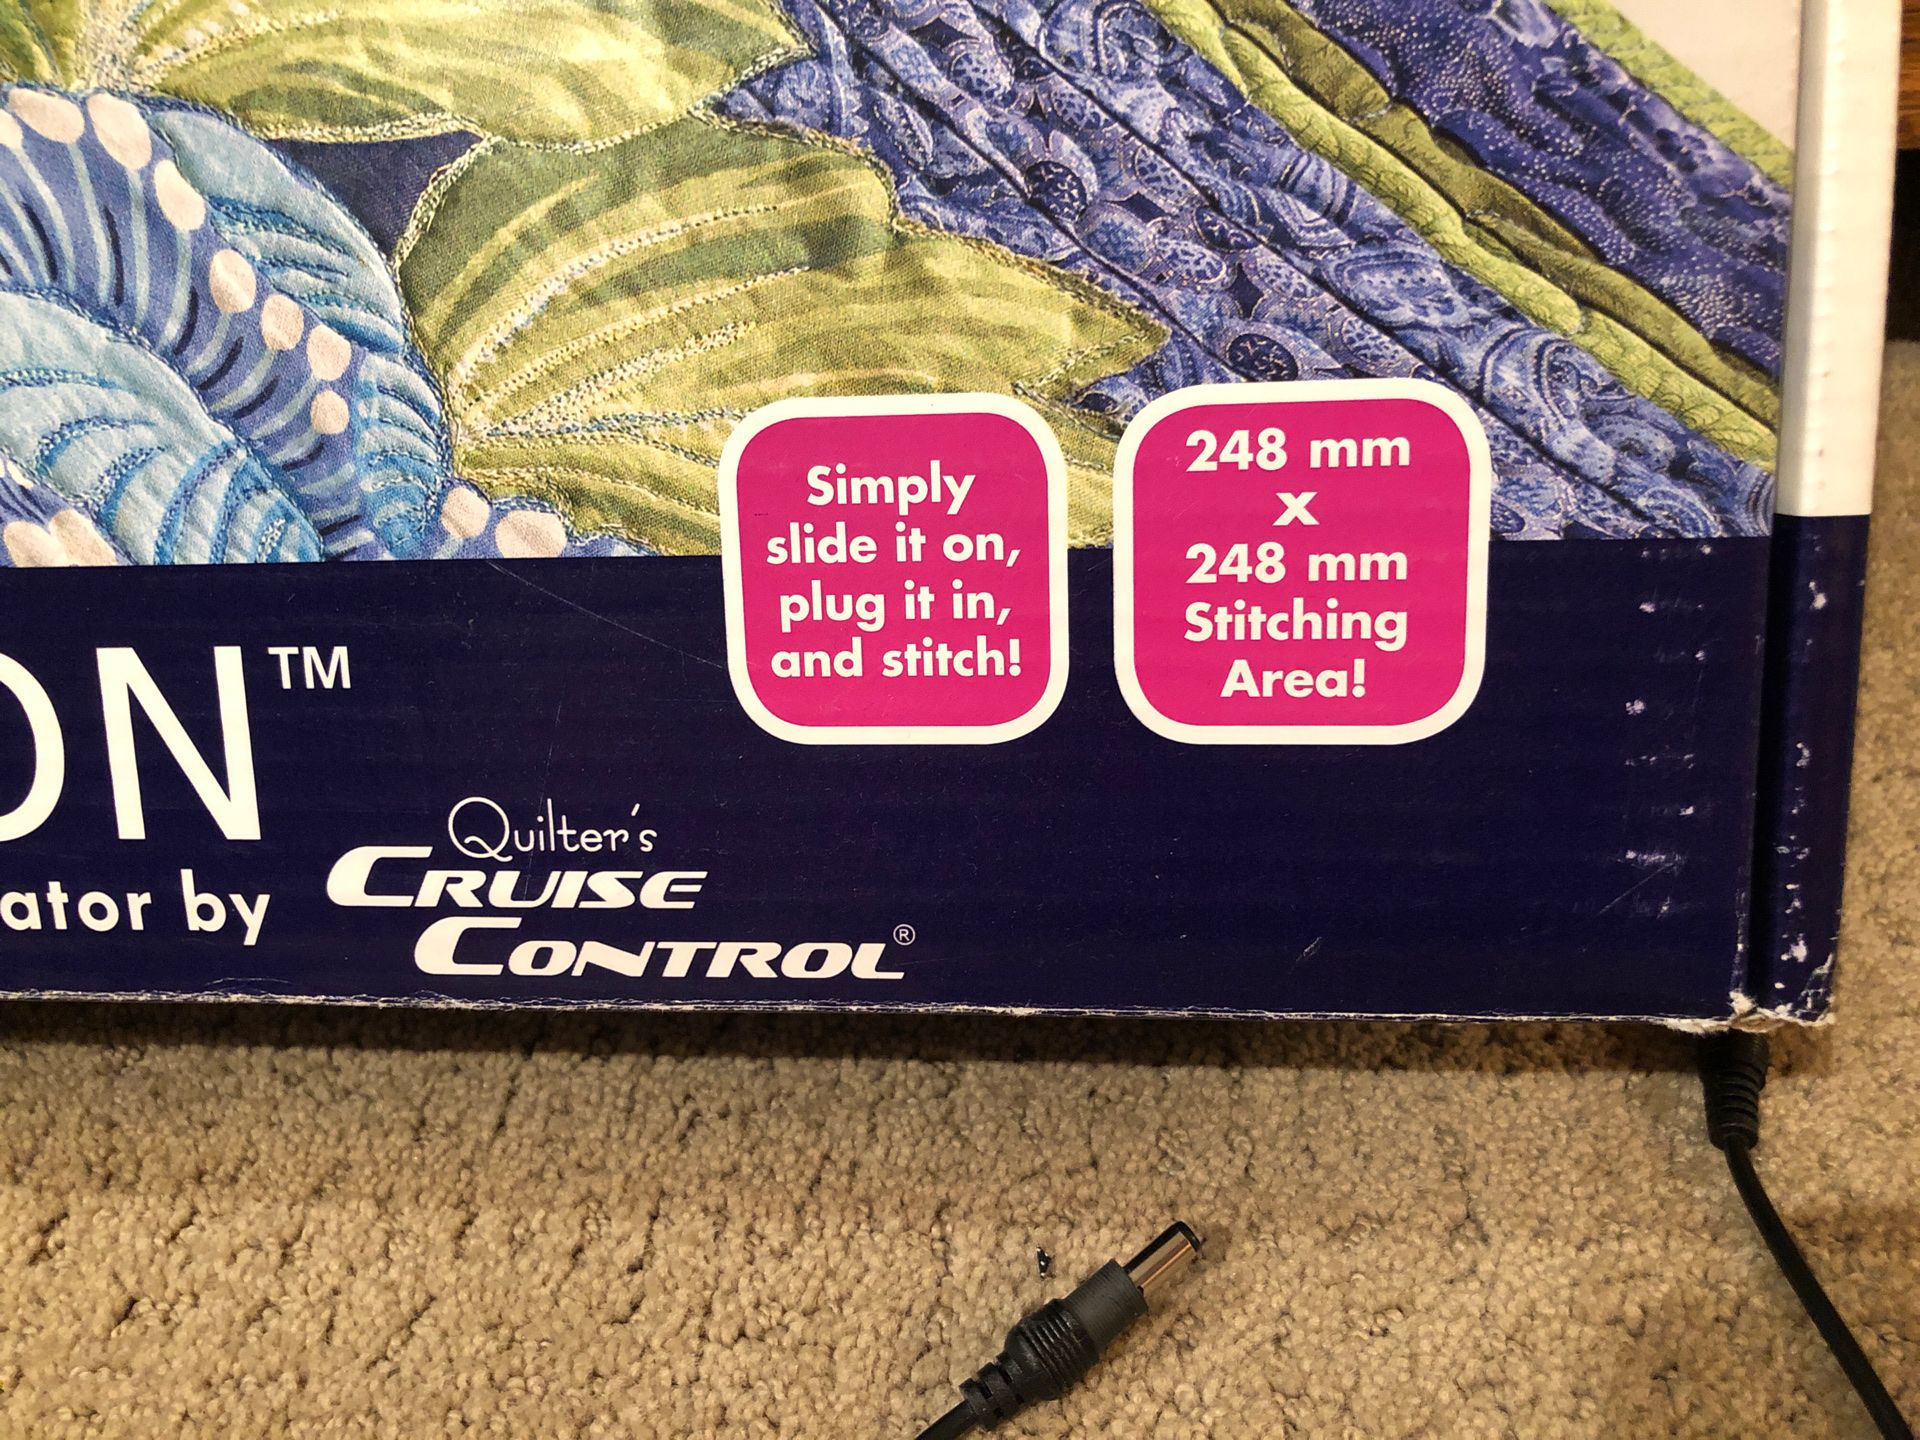 Simply
slide it on,
plug it in,
and stitch!
248 mm
x
248 mm
Stitching
Area!
ON™
ator by
Quilter's
CRUISE
CONTROL®